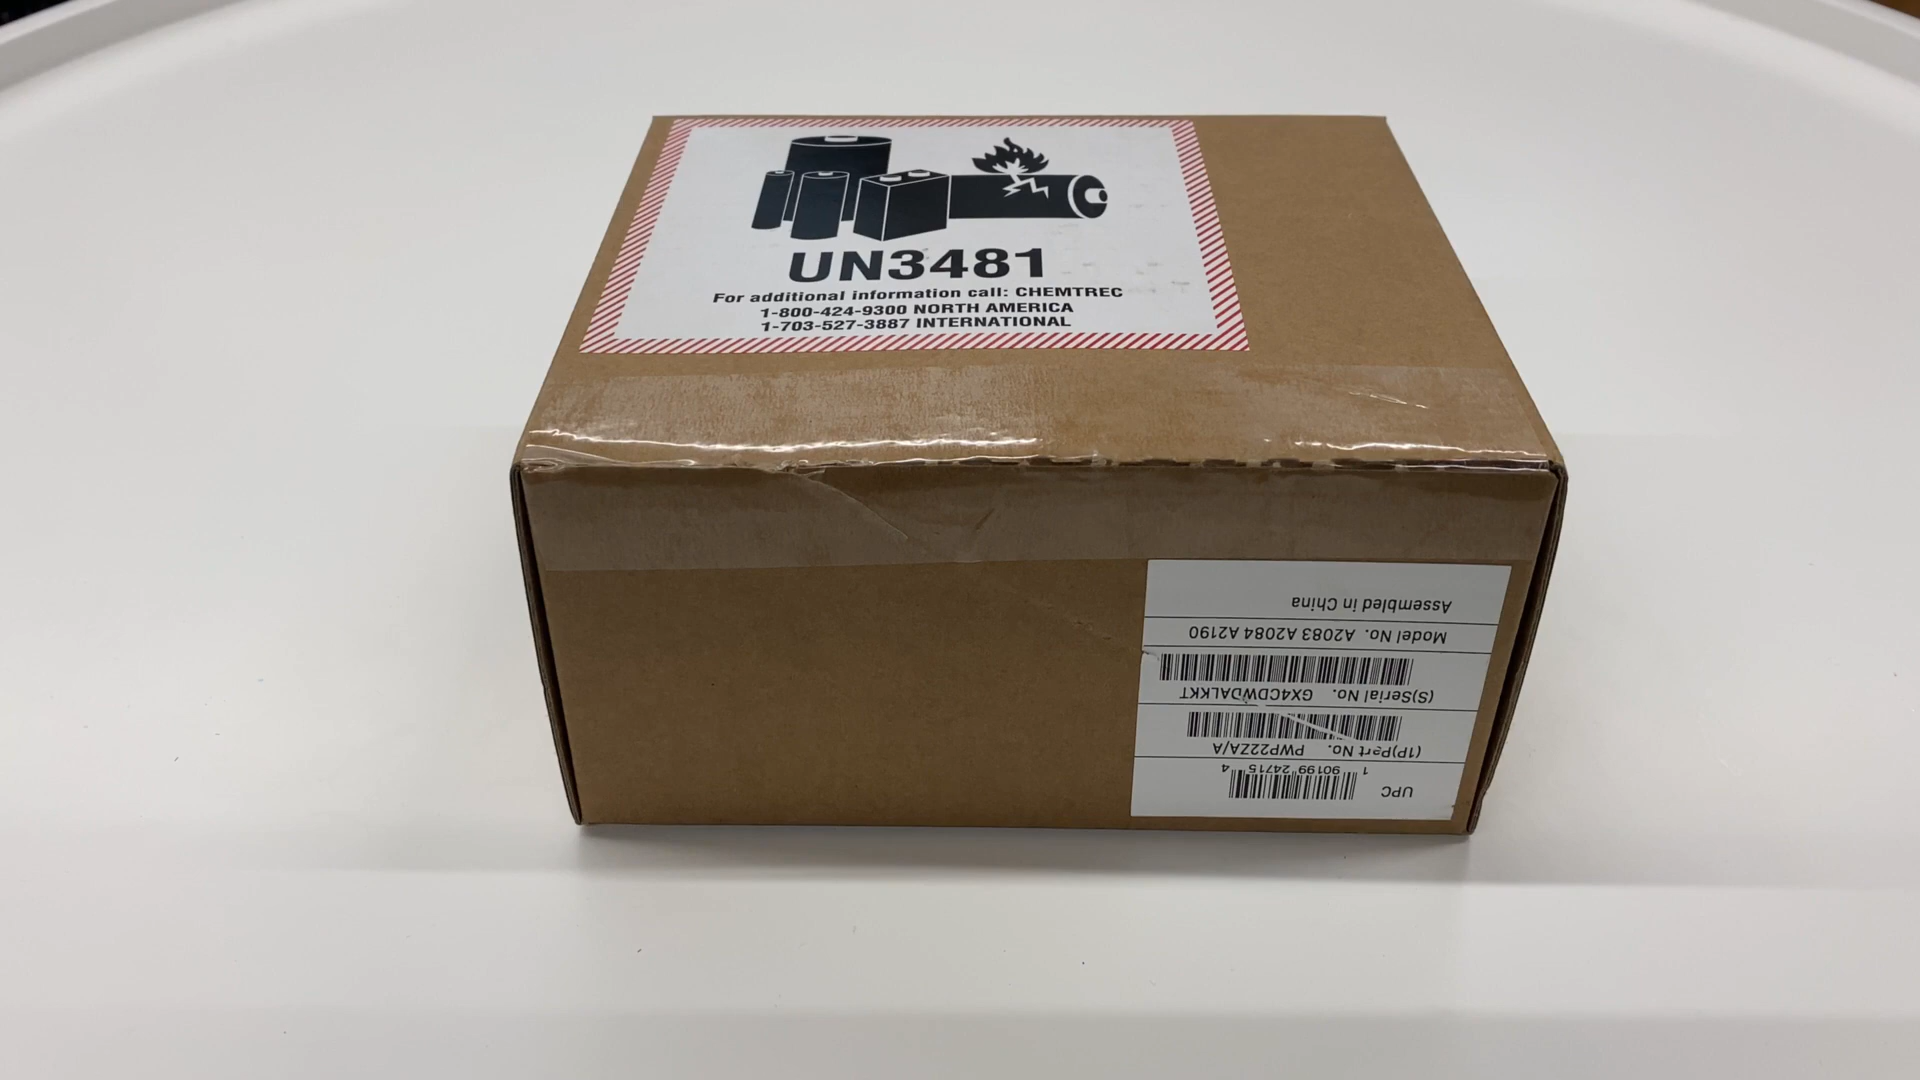 UN3481
For additional information call: CHEMTREC
1-800-424-9300 NORTH AMERICA
1-703-527-3887 INTERNATIONAL
UPC
1 90199 24715 4
(1P)Part No. PWP22ZA/A
(S)Serial No. GX4CDWDALKKT
Model No. A2083 A2084 A2190
Assembled in China